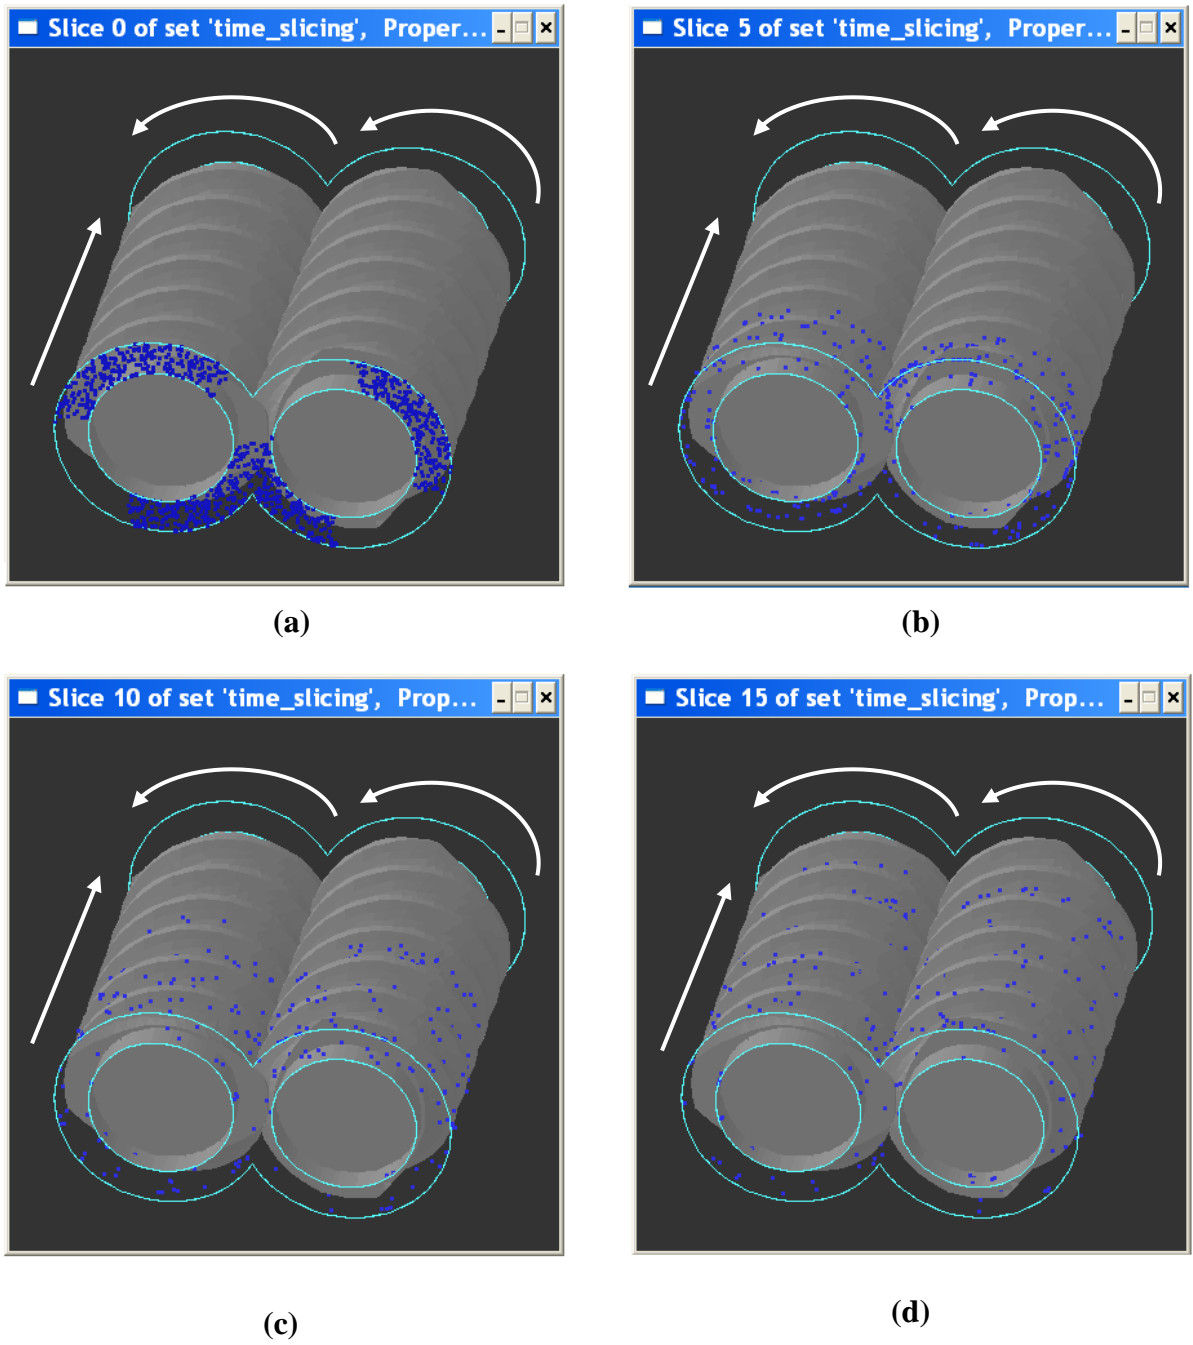 Slice 0 of set 'time_slicing', Proper...
Slice 5 of set 'time_slicing', Proper...
(a)
(b)
Slice 10 of set 'time_slicing', Prop...
Slice 15 of set 'time_slicing', Prop...
(c)
(d)